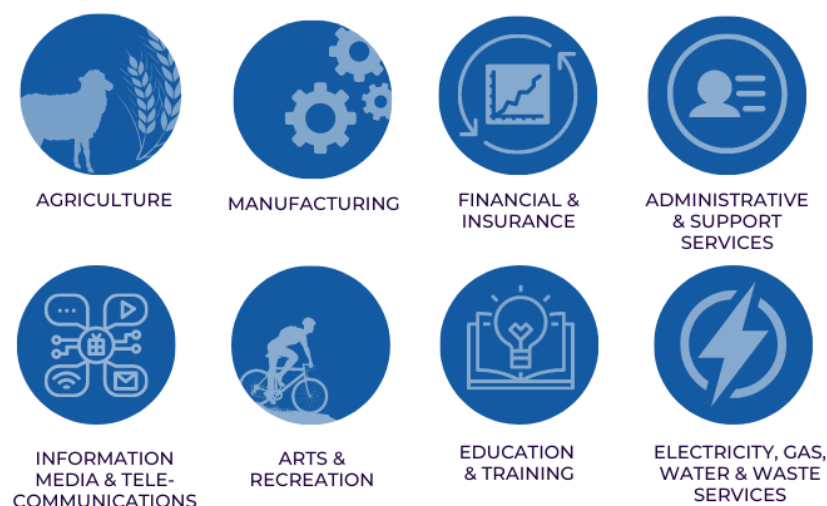 AGRICULTURE
MANUFACTURING
FINANCIAL &
INSURANCE
ADMINISTRATIVE
& SUPPORT
SERVICES
INFORMATION
MEDIA & TELE-
COMMUNICATIONS
ARTS &
RECREATION
EDUCATION
& TRAINING
ELECTRICITY, GAS,
WATER & WASTE
SERVICES